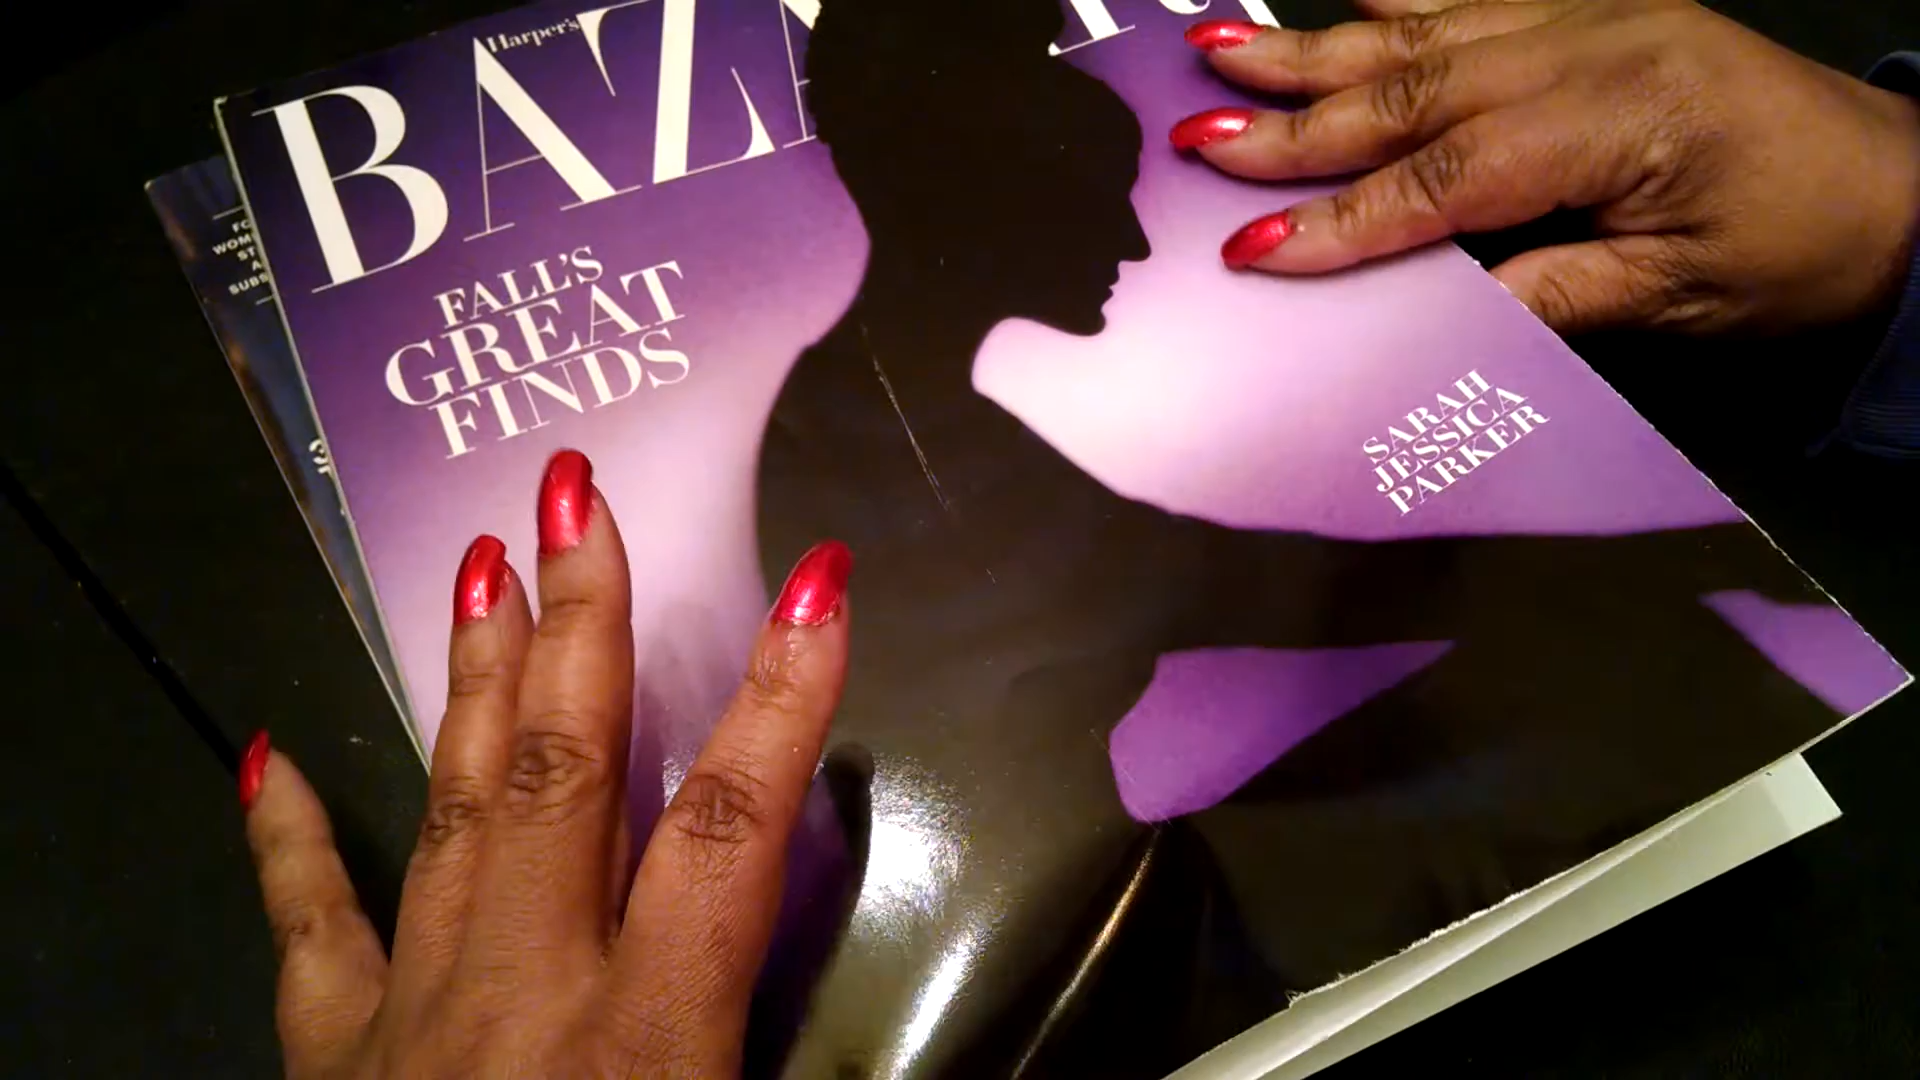 Harper's
BAZ
FALL'S
GREAT
FINDS
SARAH
JESSICA
PARKER